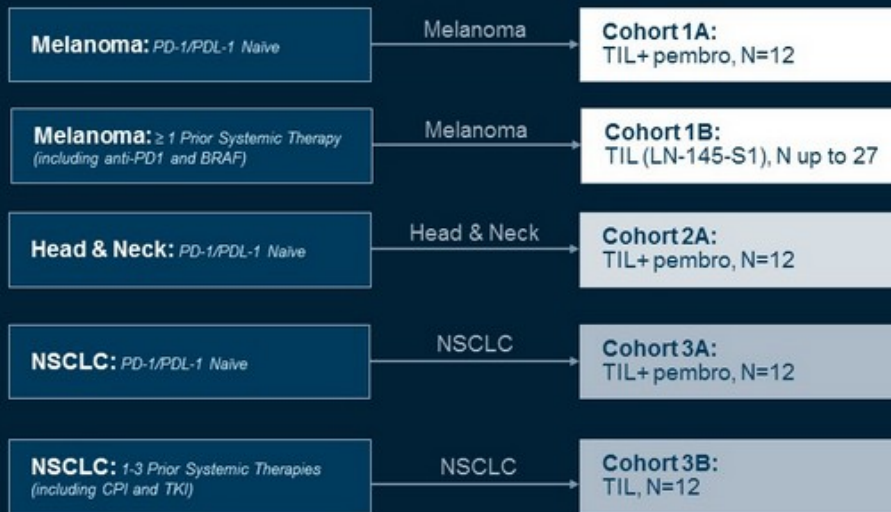 Melanoma: PD-1/PDL-1 Naïve
Melanoma
Cohort 1A:
TIL+ pembro, N=12
Melanoma: ≥ 1 Prior Systemic Therapy
(including anti-PD1 and BRAF)
Melanoma
Cohort 1B:
TIL (LN-145-S1), N up to 27
Head & Neck: PD-1/PDL-1 Naïve
Head & Neck
Cohort 2A:
TIL+ pembro, N=12
NSCLC: PD-1/PDL-1 Naïve
NSCLC
Cohort 3A:
TIL+ pembro, N=12
NSCLC: 1-3 Prior Systemic Therapies
(including CPI and TKI)
NSCLC
Cohort 3B:
TIL, N=12